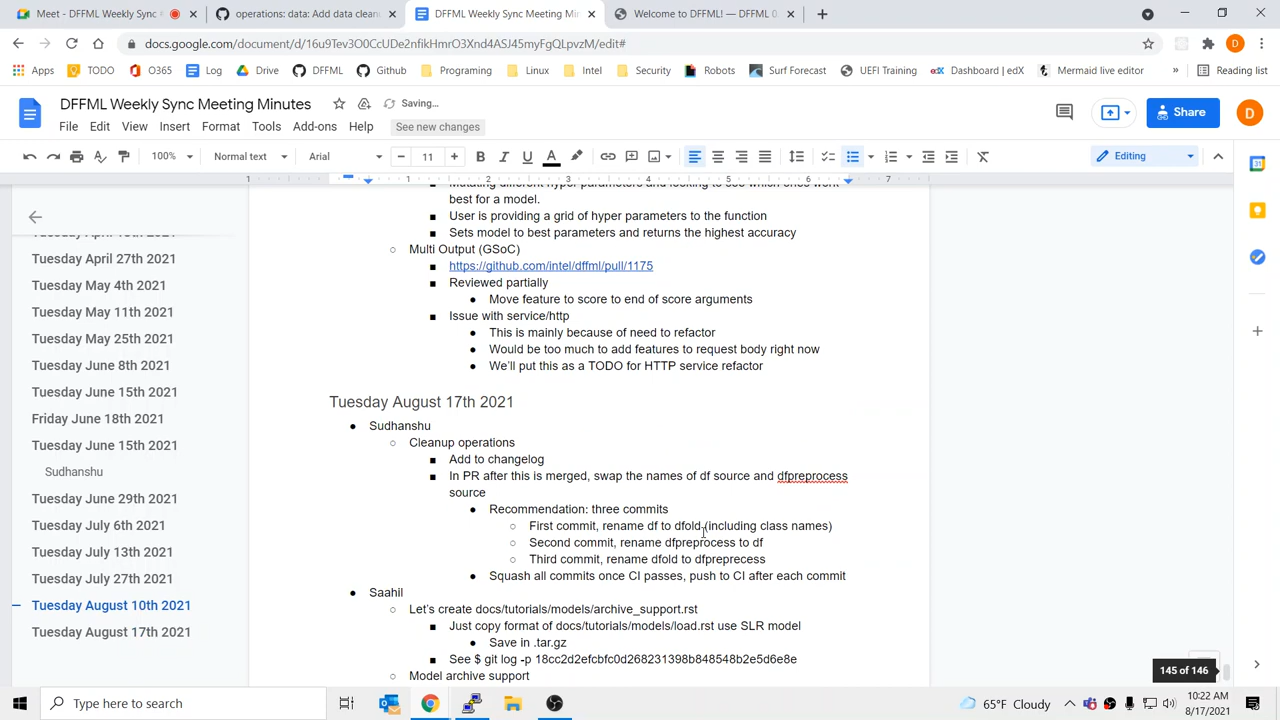 Meet - DFFML Weekly Sync
operations: data: Add data clean
DFFML Weekly Sync Meeting Min
Welcome to DFFML! — DFFML 0.
docs.google.com/document/d/16u9Tev3O0CcUDe2nfikHmrO3Xnd4ASJ45myFgQLpvzM/edit#
Apps TODO O365 Log Drive DFFML Github Programing Linux Intel Security Robots Surf Forecast UEFI Training Dashboard | edX Mermaid live editor » Reading list
DFFML Weekly Sync Meeting Minutes Saving…
File Edit View Insert Format Tools Add-ons Help See new changes
Share
D
100% Normal text Arial 11 Editing
1 1 2 3 4 5 6 7
Tuesday April 27th 2021
Tuesday May 4th 2021
Tuesday May 11th 2021
Tuesday May 25th 2021
Tuesday June 8th 2021
Tuesday June 15th 2021
Friday June 18th 2021
Tuesday June 15th 2021
Sudhanshu
Tuesday June 29th 2021
Tuesday July 6th 2021
Tuesday July 13th 2021
Tuesday July 27th 2021
Tuesday August 10th 2021
Tuesday August 17th 2021
Mutating different hyper parameters and looking to see which ones work
best for a model.
User is providing a grid of hyper parameters to the function
Sets model to best parameters and returns the highest accuracy
Multi Output (GSoC)
https://github.com/intel/dffml/pull/1175
Reviewed partially
Move feature to score to end of score arguments
Issue with service/http
This is mainly because of need to refactor
Would be too much to add features to request body right now
We'll put this as a TODO for HTTP service refactor
Tuesday August 17th 2021
Sudhanshu
Cleanup operations
Add to changelog
In PR after this is merged, swap the names of df source and dfpreprocess
source
Recommendation: three commits
First commit, rename df to dfold (including class names)
Second commit, rename dfpreprocess to df
Third commit, rename dfold to dfpreprecess
Squash all commits once CI passes, push to CI after each commit
Saahil
Let's create docs/tutorials/models/archive_support.rst
Just copy format of docs/tutorials/models/load.rst use SLR model
Save in .tar.gz
See $ git log -p 18cc2d2efcbfc0d268231398b848548b2e5d6e8e
Model archive support
145 of 146
Type here to search
65°F Cloudy
10:22 AM
8/17/2021